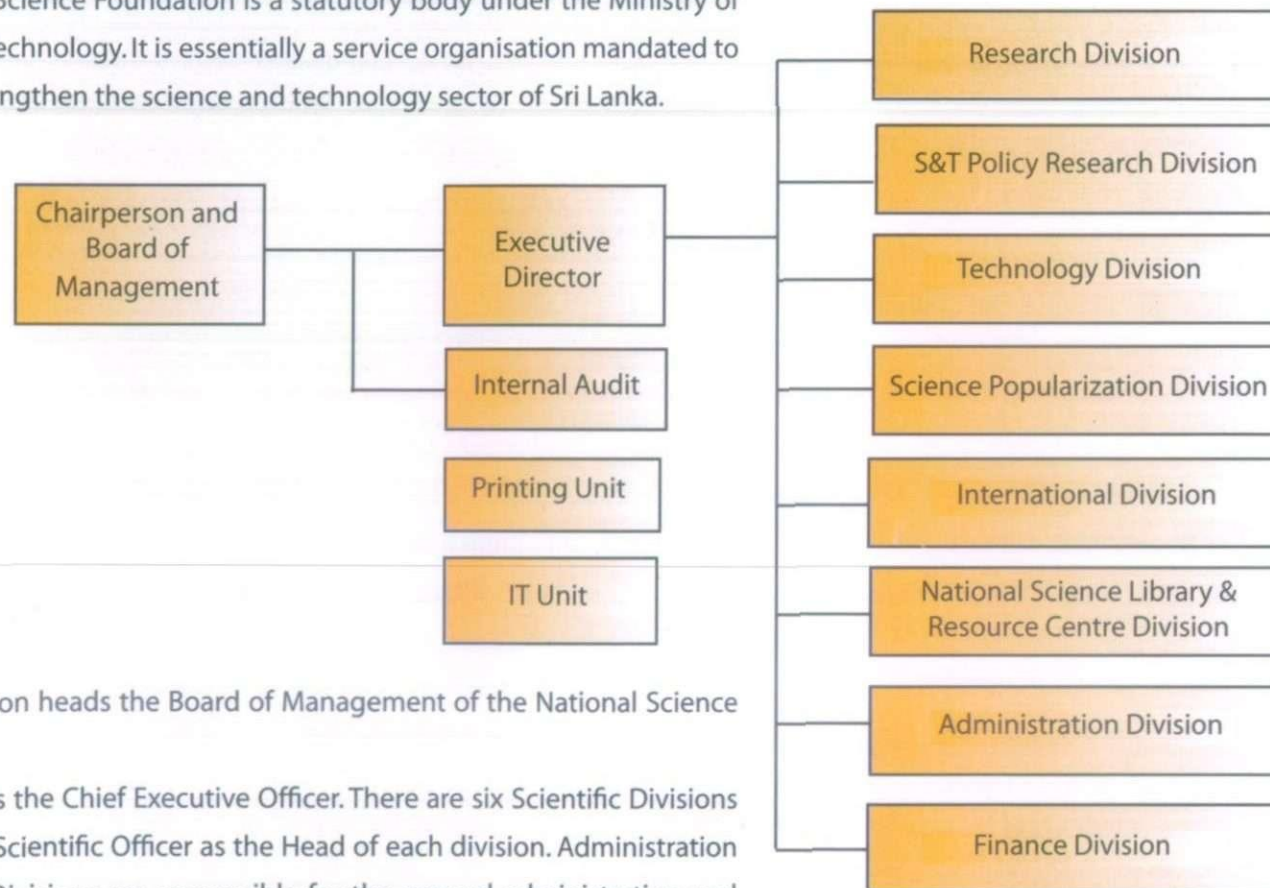 Science Foundation is a statutory body under the Ministry of
echnology. It is essentially a service organisation mandated to
ngthen the science and technology sector of Sri Lanka.
Chairperson and
Board of
Management
Executive
Director
Internal Audit
Printing Unit
IT Unit
Research Division
S&T Policy Research Division
Technology Division
Science Popularization Division
International Division
National Science Library &
Resource Centre Division
Administration Division
Finance Division
on heads the Board of Management of the National Science
s the Chief Executive Officer. There are six Scientific Divisions
Scientific Officer as the Head of each division. Administration